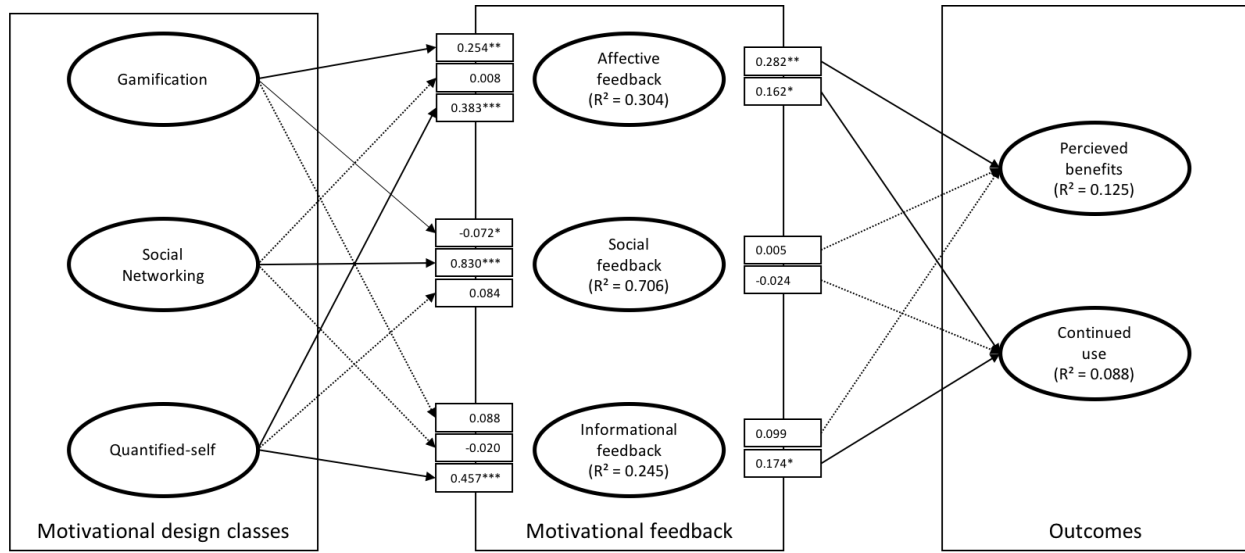 Gamification
Social
Networking
Quantified-self
Motivational design classes
0.254**
0.008
0.383***
-0.072*
0.830***
0.084
0.088
-0.020
0.457***
Affective
feedback
(R² = 0.304)
Social
feedback
(R² = 0.706)
Informational
feedback
(R² = 0.245)
Motivational feedback
0.282**
0.162*
0.005
-0.024
0.099
0.174*
Percieved
benefits
(R² = 0.125)
Continued
use
(R² = 0.088)
Outcomes